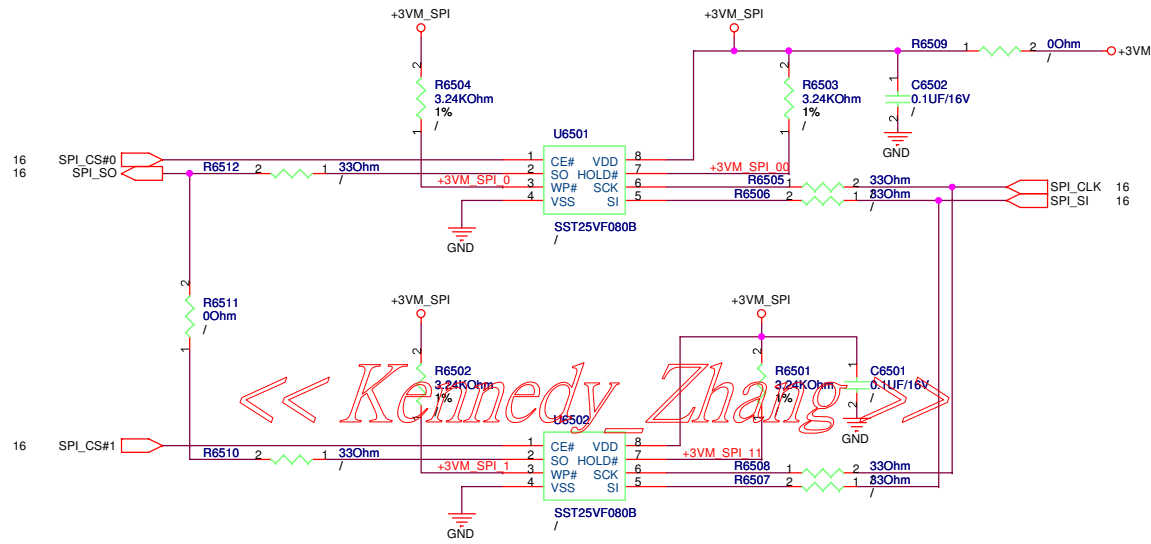 +3VM_SPI +3VM_SPI
R6509 1 2 0Ohm +3VM
/
2 2 1
R6504 R6503 C6502
3.24KOhm 3.24KOhm 0.1UF/16V
1% 1% /
/ / 2
1 1 GND
U6501
16 SPI_CS#0 1 CE# VDD 8
16 SPI_SO R6512 2 1 33Ohm 2 SO HOLD# 7 +3VM_SPI_00
/ +3VM_SPI_0 3 WP# SCK 6 R6505 1 2 33Ohm SPI_CLK 16
4 VSS SI 5 R6506 2 1 33Ohm SPI_SI 16
/
GND SST25VF080B
/
2
R6511 +3VM_SPI +3VM_SPI
0Ohm
/
1
2 2 1
R6502 R6501 C6501
3.24KOhm 3.24KOhm 0.1UF/16V
1% 1% /
/ / 2
<< Kennedy_Zhang >>
1 1 GND
U6502
16 SPI_CS#1 1 CE# VDD 8
R6510 2 1 33Ohm 2 SO HOLD# 7 +3VM_SPI_11
/ +3VM_SPI_1 3 WP# SCK 6 R6508 1 2 33Ohm
4 VSS SI 5 R6507 2 1 33Ohm
/
GND SST25VF080B
/